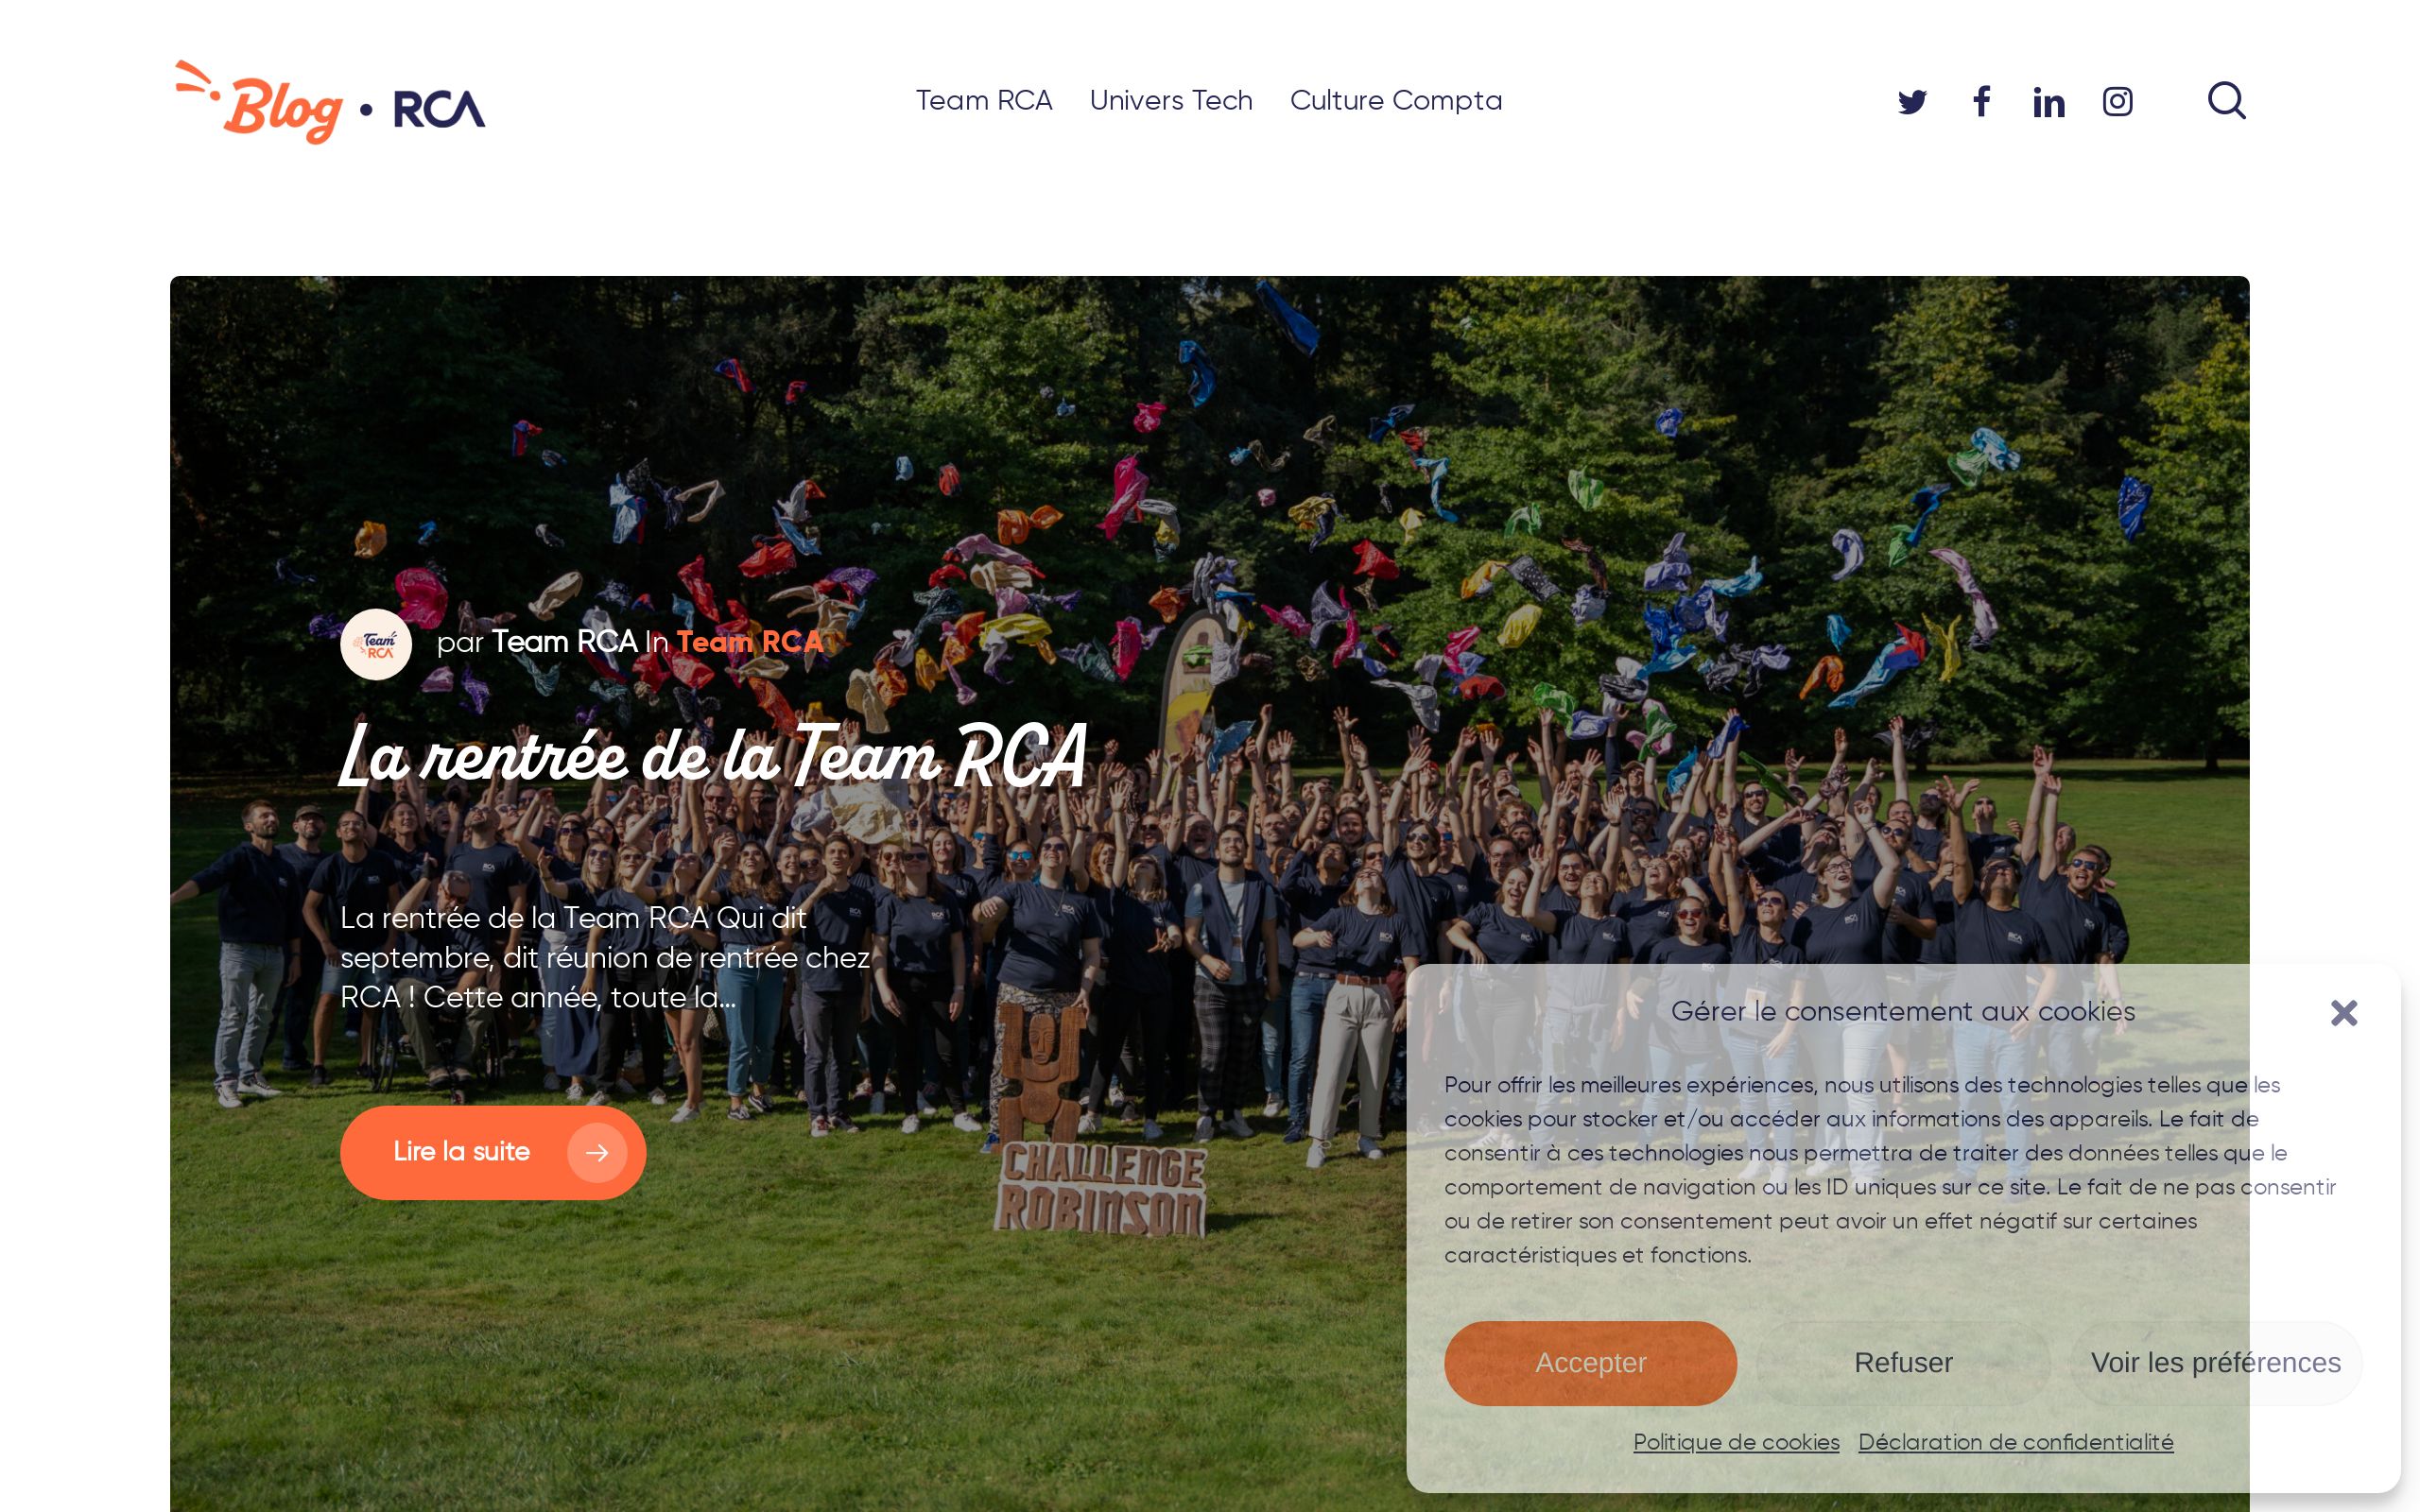 Blog • RCA
Team RCA
Univers Tech
Culture Compta
Team RCA
par Team RCA In Team RCA
La rentrée de la Team RCA
La rentrée de la Team RCA Qui dit
septembre, dit réunion de rentrée chez
RCA ! Cette année, toute la...
Lire la suite
CHALLENGE
ROBINSON
Gérer le consentement aux cookies
Pour offrir les meilleures expériences, nous utilisons des technologies telles que les
cookies pour stocker et/ou accéder aux informations des appareils. Le fait de
consentir à ces technologies nous permettra de traiter des données telles que le
comportement de navigation ou les ID uniques sur ce site. Le fait de ne pas consentir
ou de retirer son consentement peut avoir un effet négatif sur certaines
caractéristiques et fonctions.
Accepter
Refuser
Voir les préférences
Politique de cookies
Déclaration de confidentialité